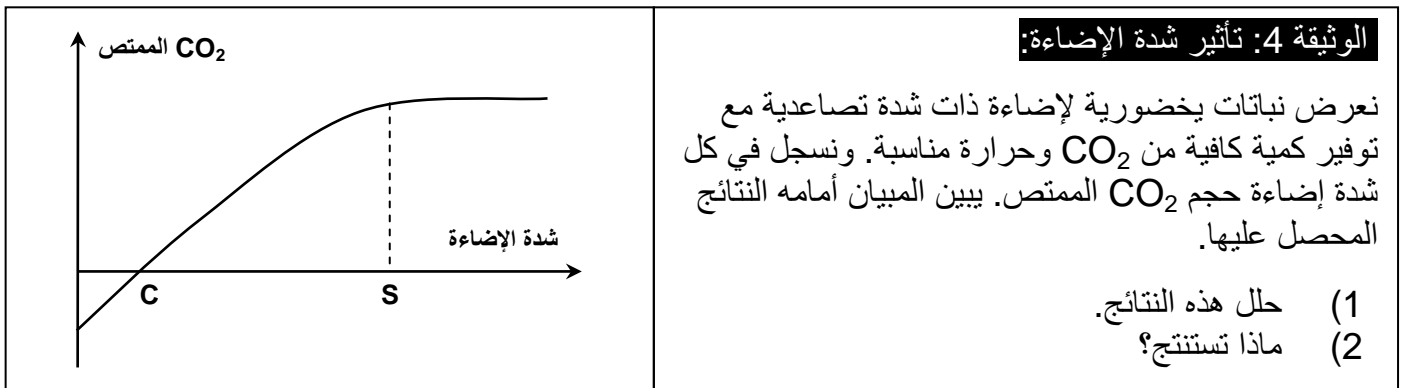 الوثيقة 4: تأثير شدة الإضاءة:
نعرض نباتات يخضورية لإضاءة ذات شدة تصاعدية مع
توفير كمية كافية من CO₂ وحرارة مناسبة. ونسجل في كل
شدة إضاءة حجم CO₂ الممتص. يبين المبيان أمامه النتائج
المحصل عليها.
1) حلل هذه النتائج.
2) ماذا تستنتج؟
CO₂ الممتص
شدة الإضاءة
C
S